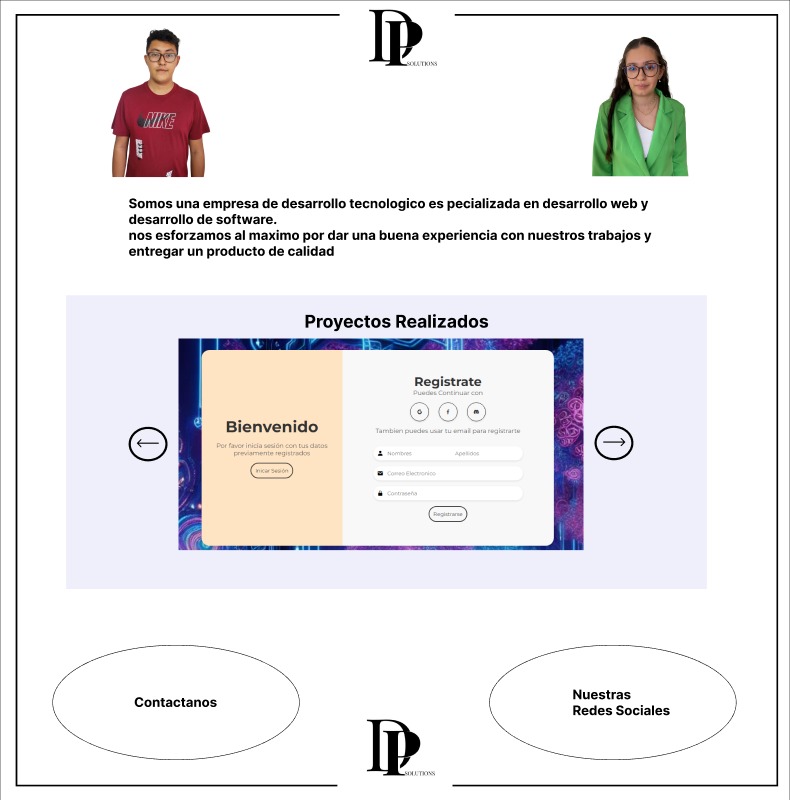 DP
SOLUTIONS
NIKE
Somos una empresa de desarrollo tecnologico es pecializada en desarrollo web y
desarrollo de software.
nos esforzamos al maximo por dar una buena experiencia con nuestros trabajos y
entregar un producto de calidad
Proyectos Realizados
Registrate
Puedes Continuar con
G f
Tambien puedes usar tu email para registrarte
Bienvenido
Por favor inicia sesión con tus datos
previamente registrados
Iniciar Sesión
Nombres Apellidos
Correo Electronico
Contraseña
Registrarse
Contactanos
Nuestras
Redes Sociales
DP
SOLUTIONS